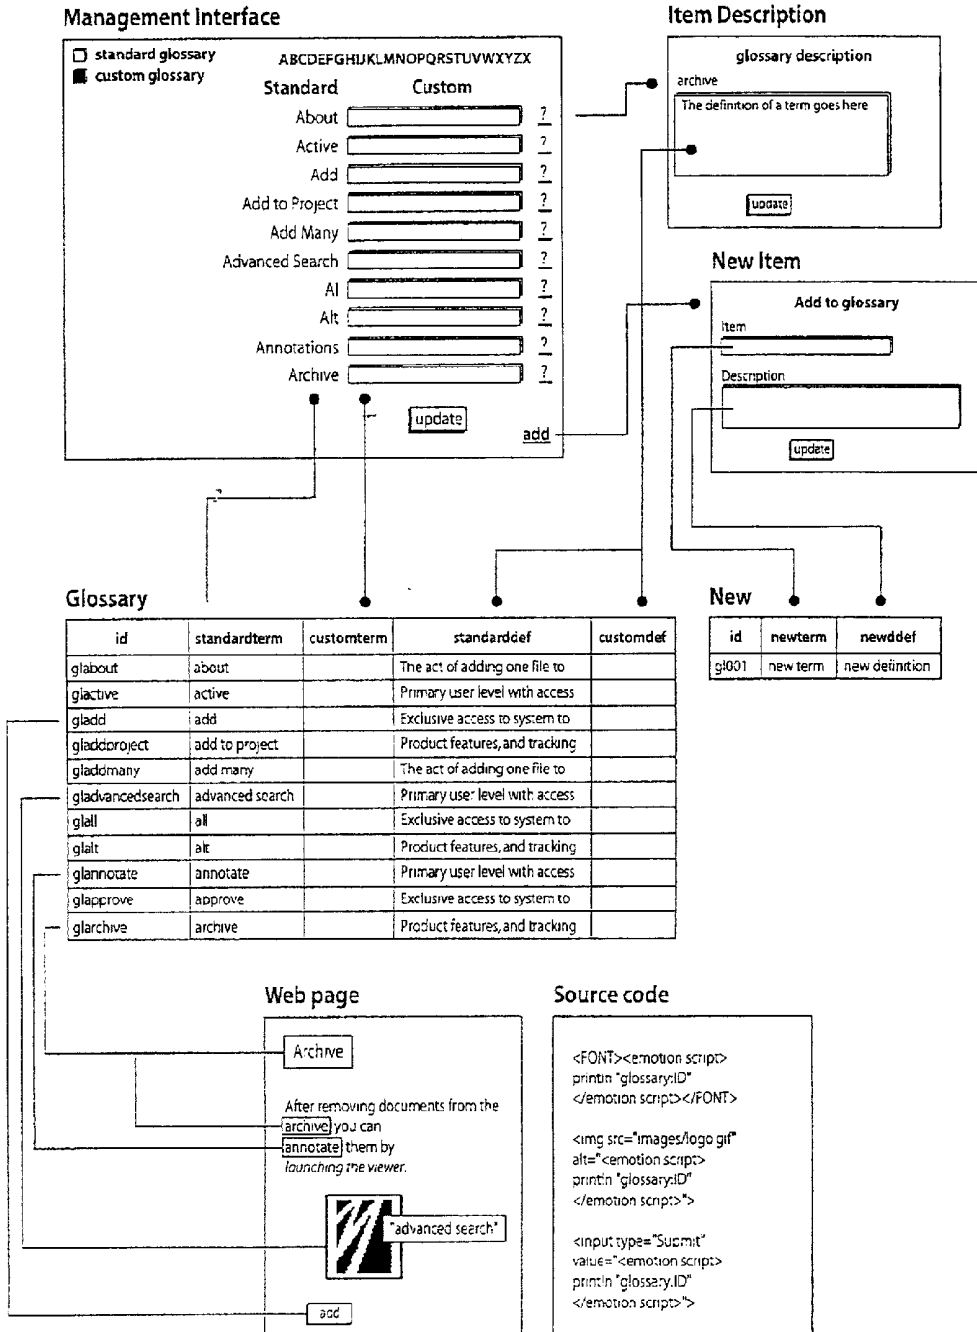 Management Interface
standard glossary
custom glossary
ABCDEFGHIJKLMNOPQRSTUVWXYZX
Standard Custom
About ?
Active ?
Add ?
Add to Project ?
Add Many ?
Advanced Search ?
Al ?
Alt ?
Annotations ?
Archive ?
update
add
Item Description
glossary description
archive
The definition of a term goes here
update
New Item
Add to glossary
Item
Description
update
Glossary
id standardterm customterm standarddef customdef
glabout about The act of adding one file to
glactive active Primary user level with access
gladd add Exclusive access to system to
gladdproject add to project Product features, and tracking
gladdmany add many The act of adding one file to
gladvancedsearch advanced search Primary user level with access
glall all Exclusive access to system to
glalt alt Product features, and tracking
glannotate annotate Primary user level with access
glapprove approve Exclusive access to system to
glarchive archive Product features, and tracking
New
id newterm newddef
gl001 new term new definition
Web page
Archive
After removing documents from the
archive you can
annotate them by
launching the viewer.
"advanced search"
add
Source code
<FONT><emotion script>
println "glossary:ID"
</emotion script></FONT>
<img src="images/logo gif"
alt="<emotion script>
println "glossary:ID"
</emotion script>">
<input type="Submit"
value="<emotion script>
println "glossary.ID"
</emotion script>">